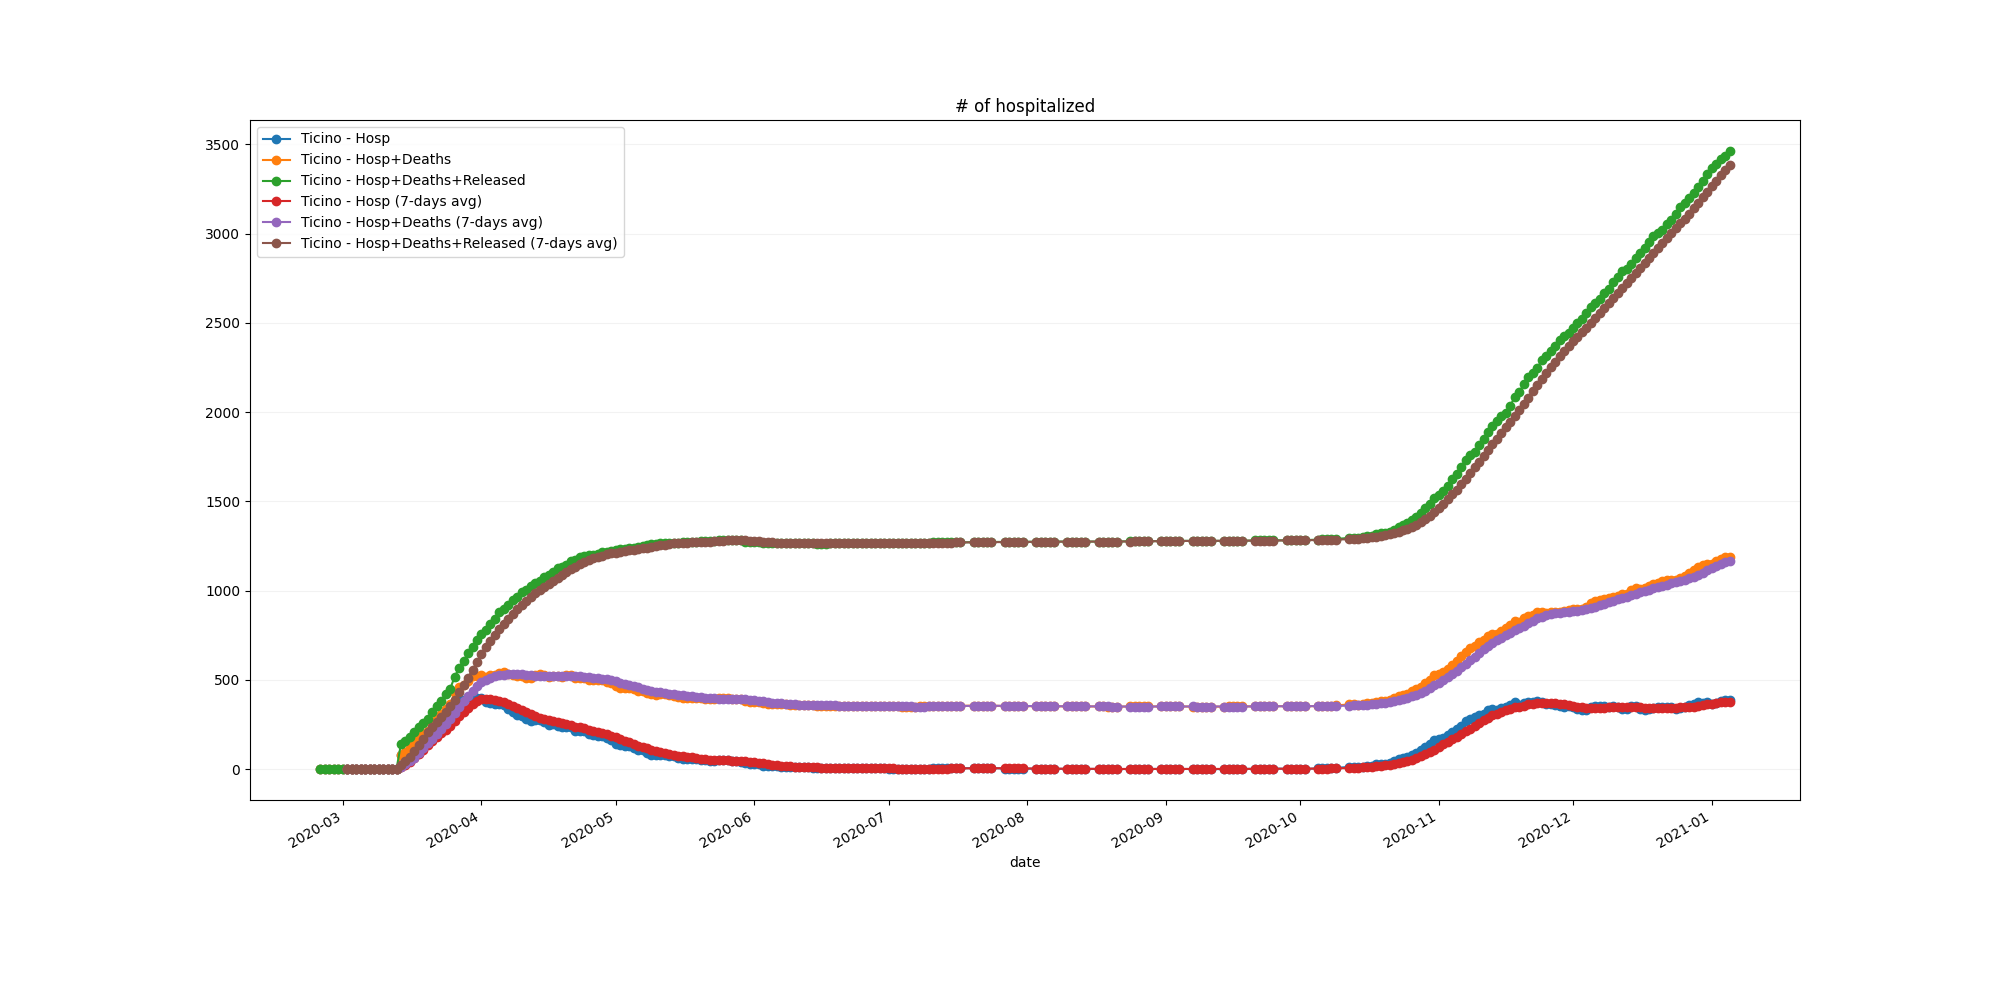 # of hospitalized
Ticino - Hosp
Ticino - Hosp+Deaths
Ticino - Hosp+Deaths+Released
Ticino - Hosp (7-days avg)
Ticino - Hosp+Deaths (7-days avg)
Ticino - Hosp+Deaths+Released (7-days avg)
3500
3000
2500
2000
1500
1000
500
0
2020-03 2020-04 2020-05 2020-06 2020-07 2020-08 2020-09 2020-10 2020-11 2020-12 2021-01
date